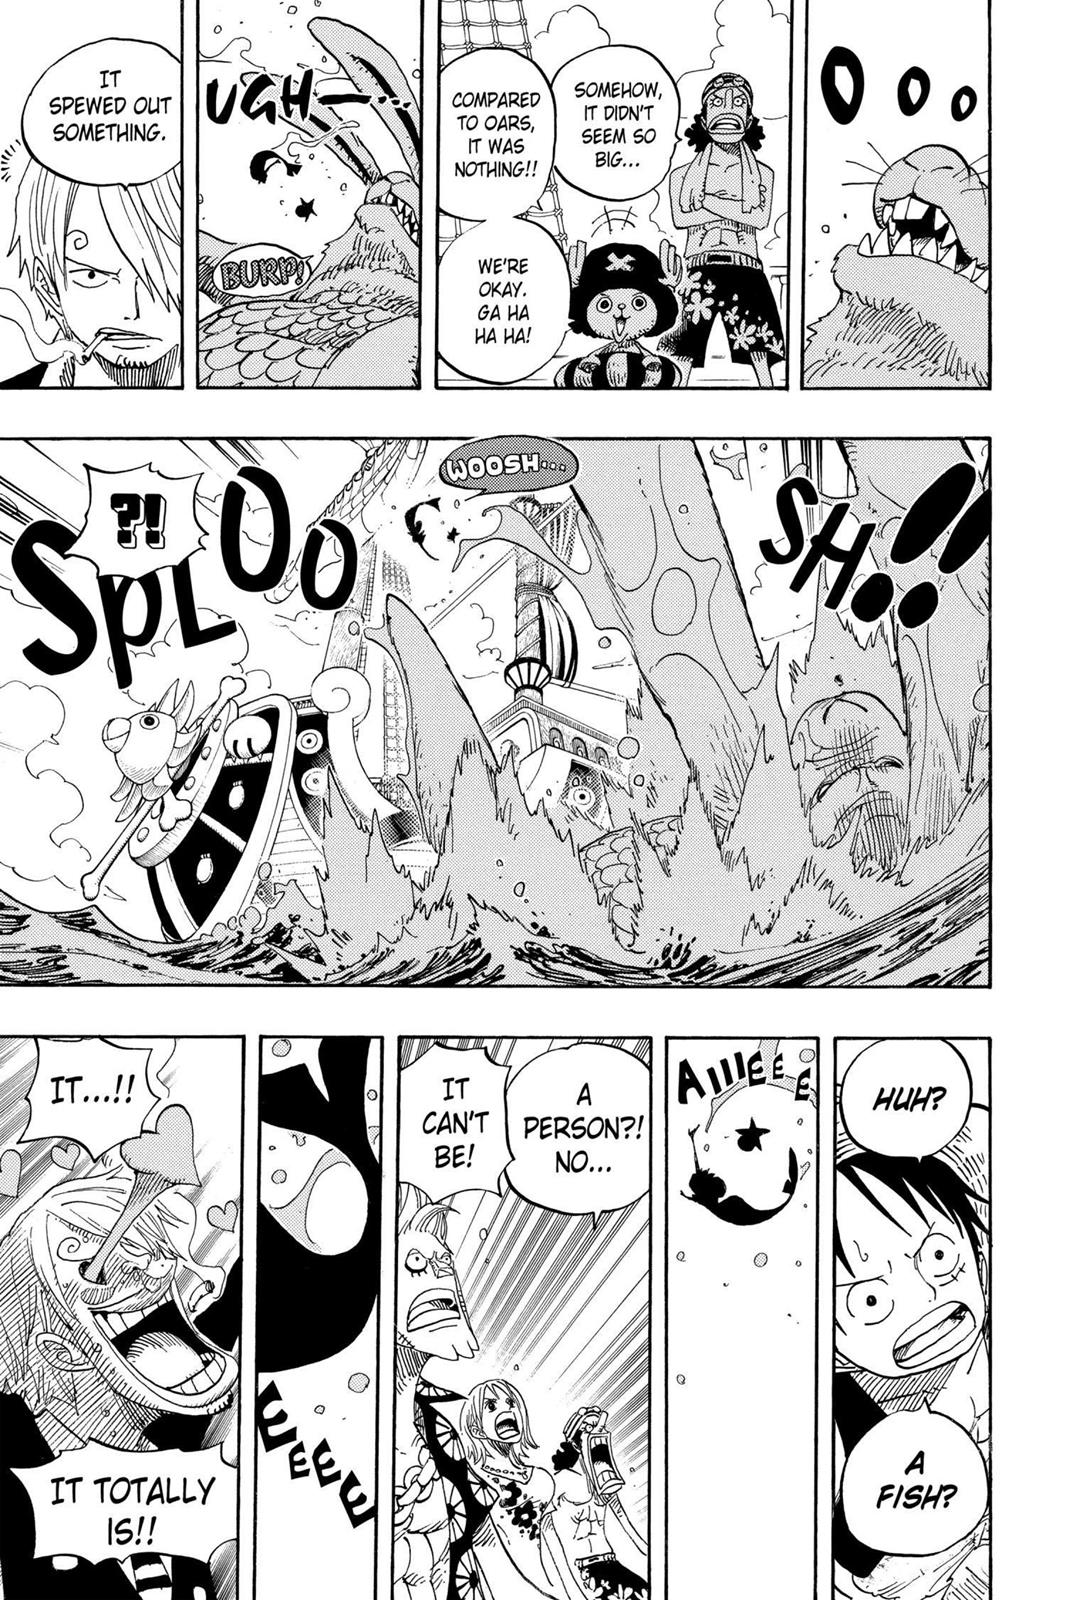 O O O
SOMEHOW,
IT DIDN'T
SEEM SO
BIG...
COMPARED
TO OARS,
IT WAS
NOTHING!!
WE'RE
OKAY.
GA HA
HA HA!
UGH—...
BURP!
IT
SPEWED OUT
SOMETHING.
WOOSH...
?!
SPLOO
SH..!!
HUH?
A
FISH?
AIIIEEE
A
PERSON?!
NO...
IT
CAN'T
BE!
EEEEE
IT...!!
IT TOTALLY
IS!!